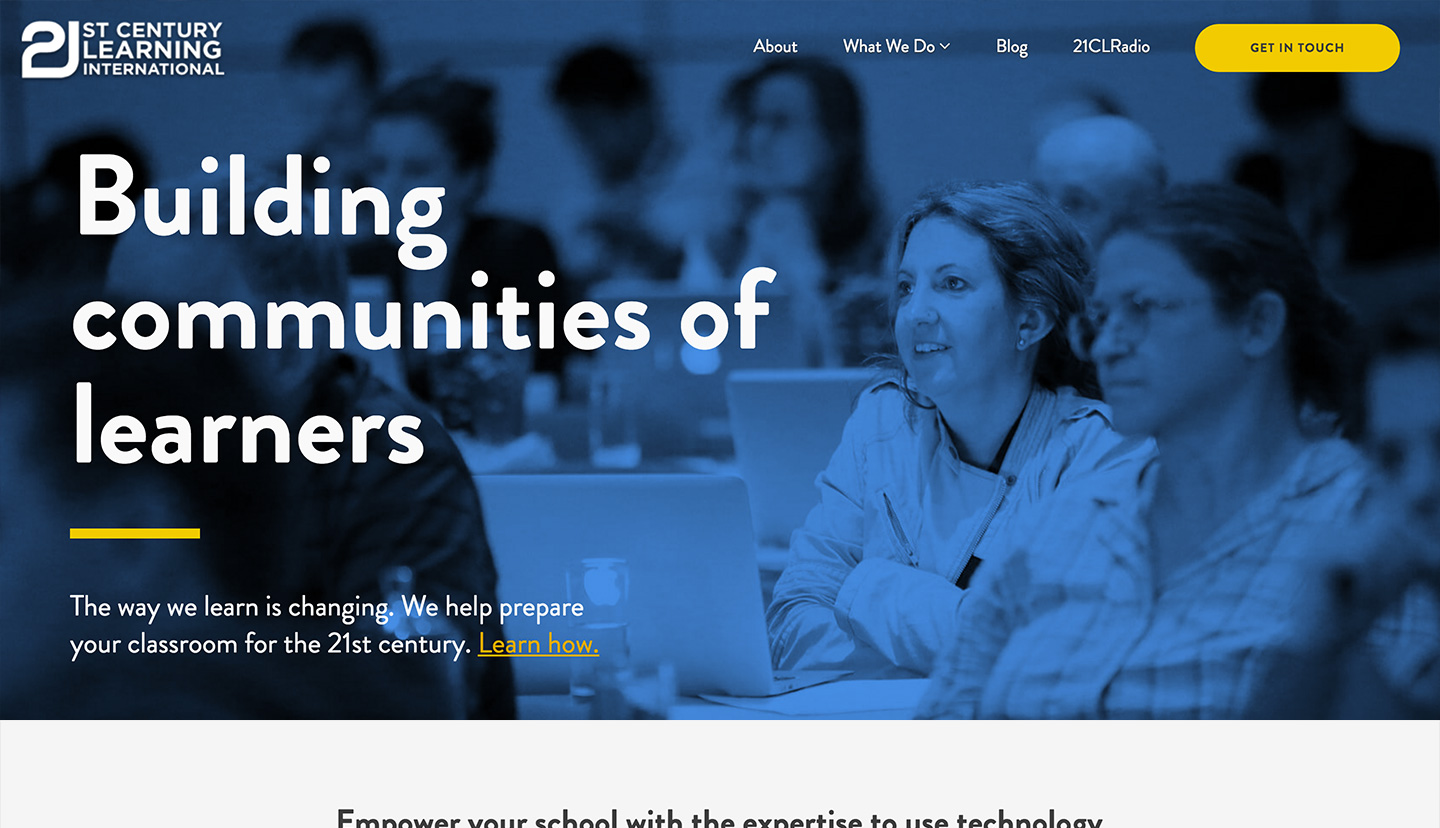 21ST CENTURY
LEARNING
INTERNATIONAL
About
What We Do
Blog
21CLRadio
GET IN TOUCH
Building
communities of
learners
The way we learn is changing. We help prepare
your classroom for the 21st century. Learn how.
Empower your school with the expertise to use technology